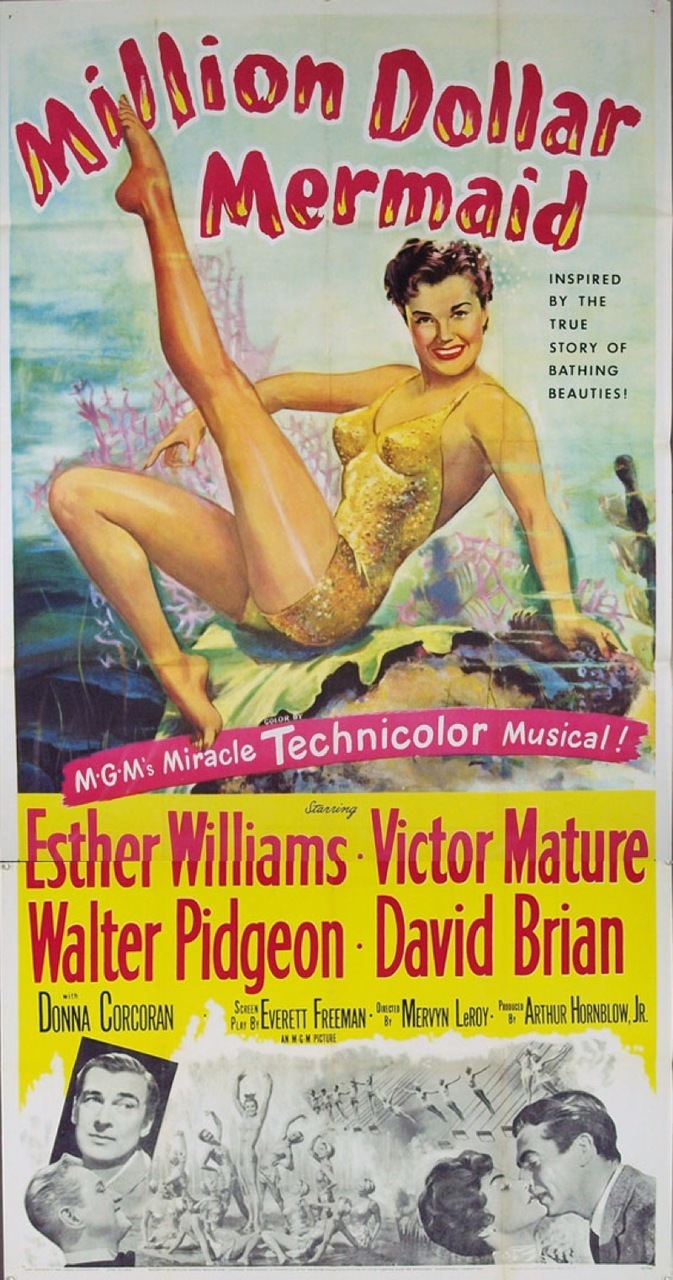 Million Dollar
Mermaid
INSPIRED
BY THE
TRUE
STORY OF
BATHING
BEAUTIES!
COLOR BY
M·G·M's Miracle Technicolor Musical!
Starring
Esther Williams · Victor Mature
Walter Pidgeon · David Brian
with
DONNA CORCORAN · SCREEN PLAY BY EVERETT FREEMAN · DIRECTED BY MERVYN LeROY · PRODUCED BY ARTHUR HORNBLOW, JR.
AN M·G·M PICTURE